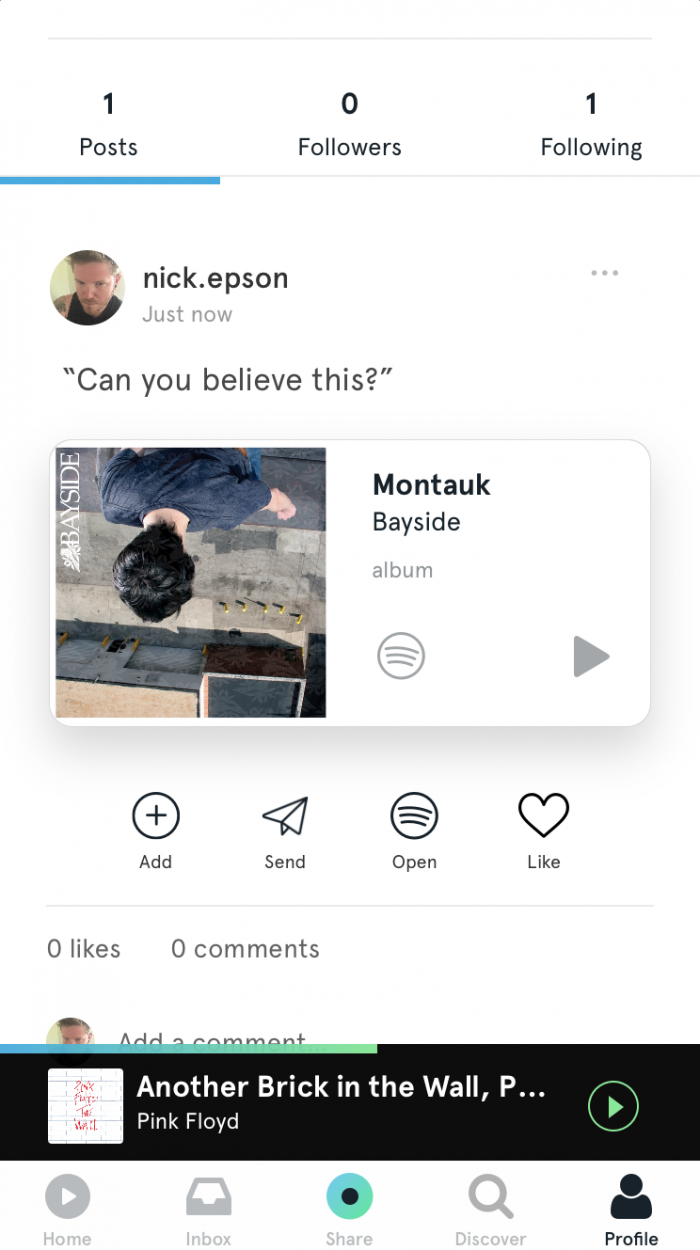 1 0 1
Posts Followers Following
nick.epson
...
Just now
“Can you believe this?”
BAYSIDE
Montauk
Bayside
album
Add Send Open Like
0 likes 0 comments
Add a comment...
Pink
Floyd
The
Wall
Another Brick in the Wall, P...
Pink Floyd
Home Inbox Share Discover Profile